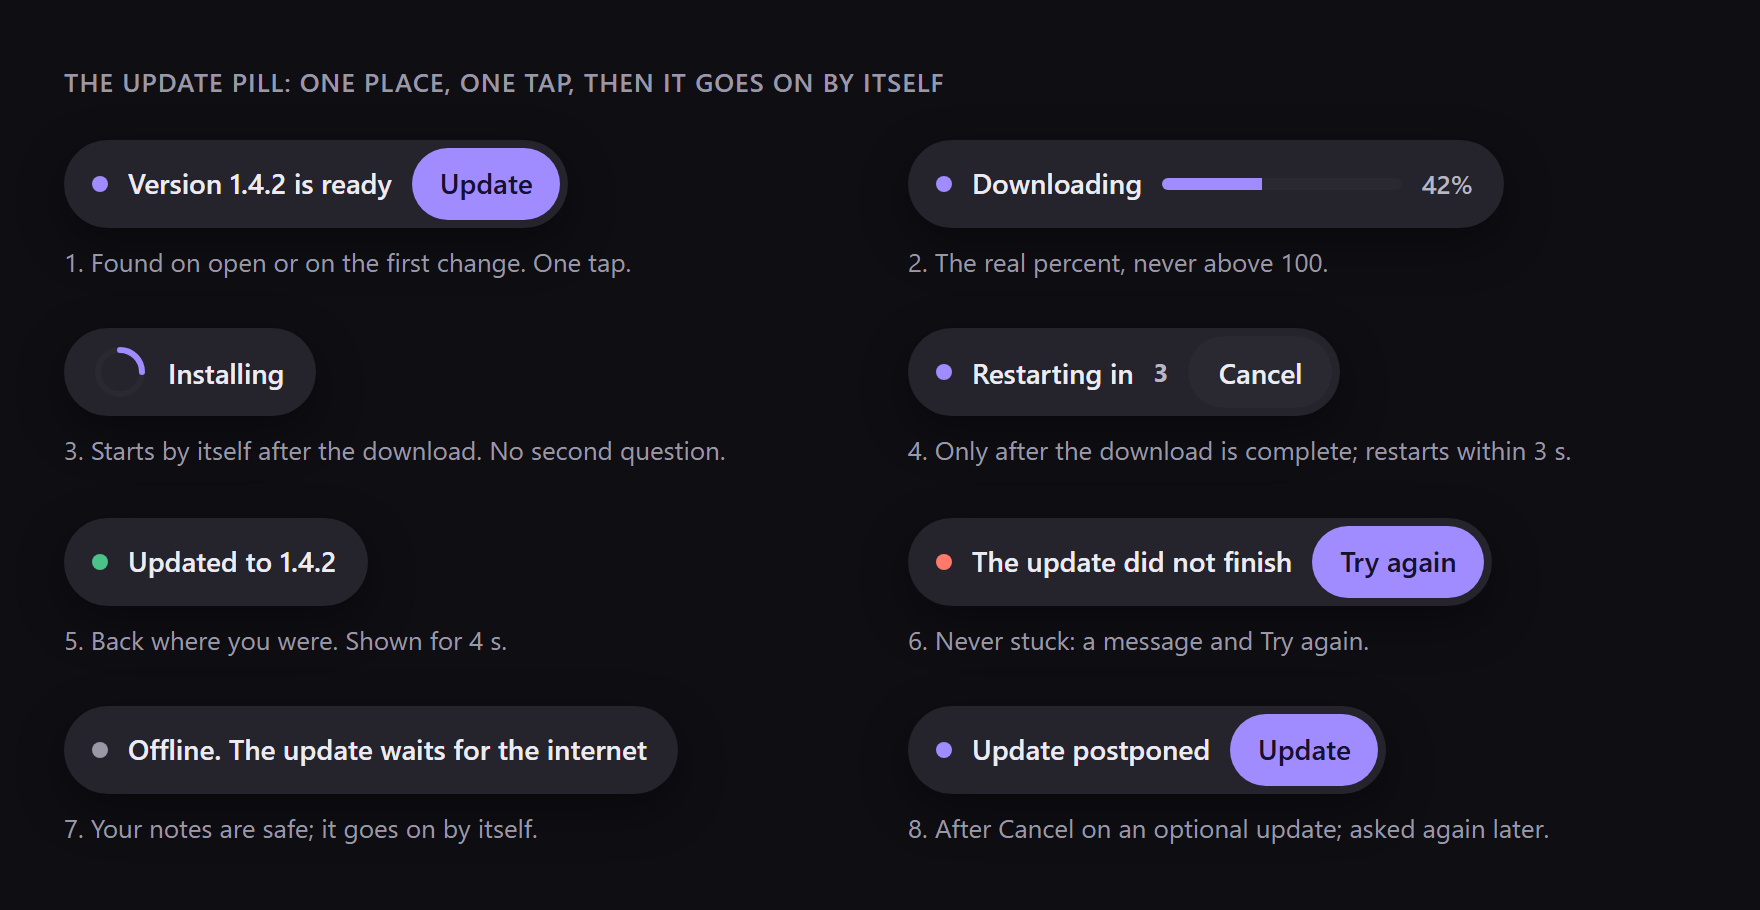 THE UPDATE PILL: ONE PLACE, ONE TAP, THEN IT GOES ON BY ITSELF
Version 1.4.2 is ready Update
1. Found on open or on the first change. One tap.
Downloading 42%
2. The real percent, never above 100.
Installing
3. Starts by itself after the download. No second question.
Restarting in 3 Cancel
4. Only after the download is complete; restarts within 3 s.
Updated to 1.4.2
5. Back where you were. Shown for 4 s.
The update did not finish Try again
6. Never stuck: a message and Try again.
Offline. The update waits for the internet
7. Your notes are safe; it goes on by itself.
Update postponed Update
8. After Cancel on an optional update; asked again later.